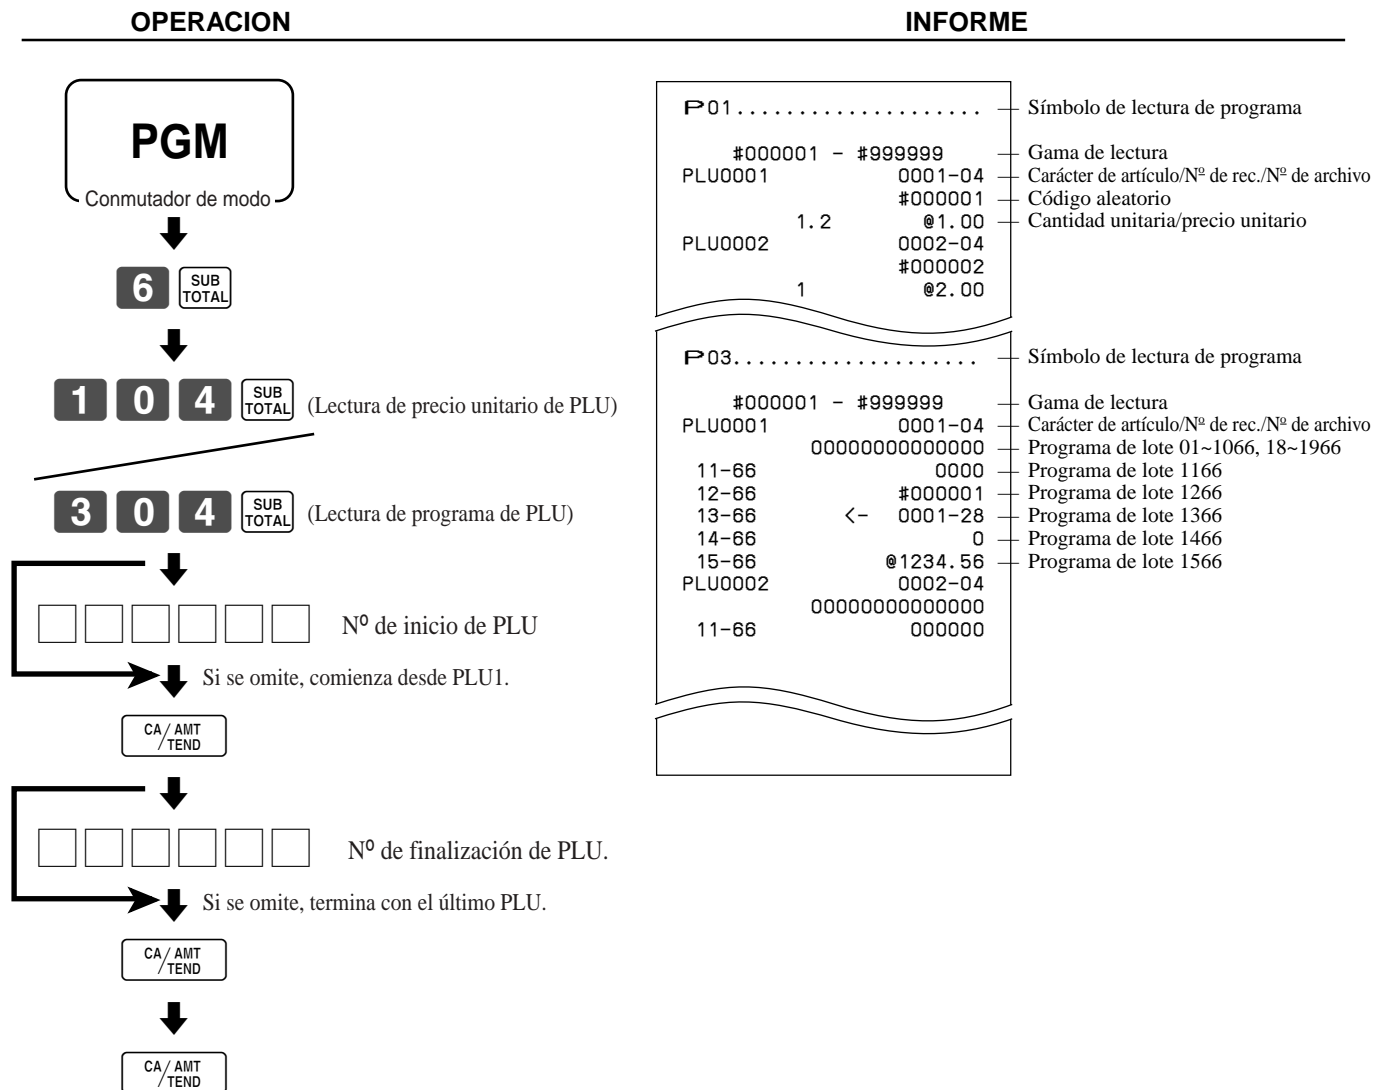 OPERACION
INFORME
PGM
Conmutador de modo
6 SUB TOTAL
1 0 4 SUB TOTAL (Lectura de precio unitario de PLU)
3 0 4 SUB TOTAL (Lectura de programa de PLU)
Nº de inicio de PLU
Si se omite, comienza desde PLU1.
CA/AMT TEND
Nº de finalización de PLU.
Si se omite, termina con el último PLU.
CA/AMT TEND
CA/AMT TEND
P01.................... Símbolo de lectura de programa
#000001 - #999999 Gama de lectura
PLU0001 0001-04 Carácter de artículo/Nº de rec./Nº de archivo
#000001 Código aleatorio
1.2 @1.00 Cantidad unitaria/precio unitario
PLU0002 0002-04
#000002
1 @2.00
P03.................... Símbolo de lectura de programa
#000001 - #999999 Gama de lectura
PLU0001 0001-04 Carácter de artículo/Nº de rec./Nº de archivo
00000000000000 Programa de lote 01~1066, 18~1966
11-66 0000 Programa de lote 1166
12-66 #000001 Programa de lote 1266
13-66 <- 0001-28 Programa de lote 1366
14-66 0 Programa de lote 1466
15-66 @1234.56 Programa de lote 1566
PLU0002 0002-04
00000000000000
11-66 000000